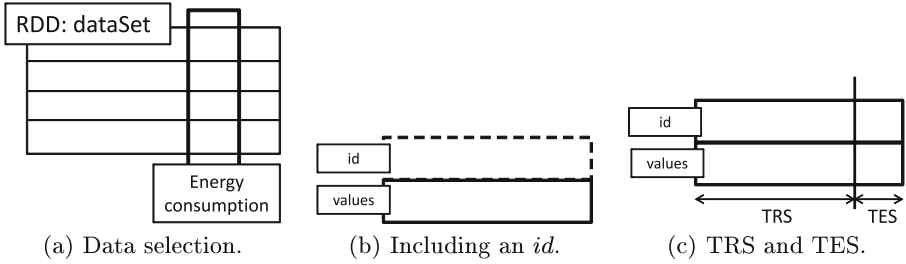 RDD: dataSet
Energy
consumption
(a) Data selection.
id
values
(b) Including an id.
id
values
TRS
TES
(c) TRS and TES.